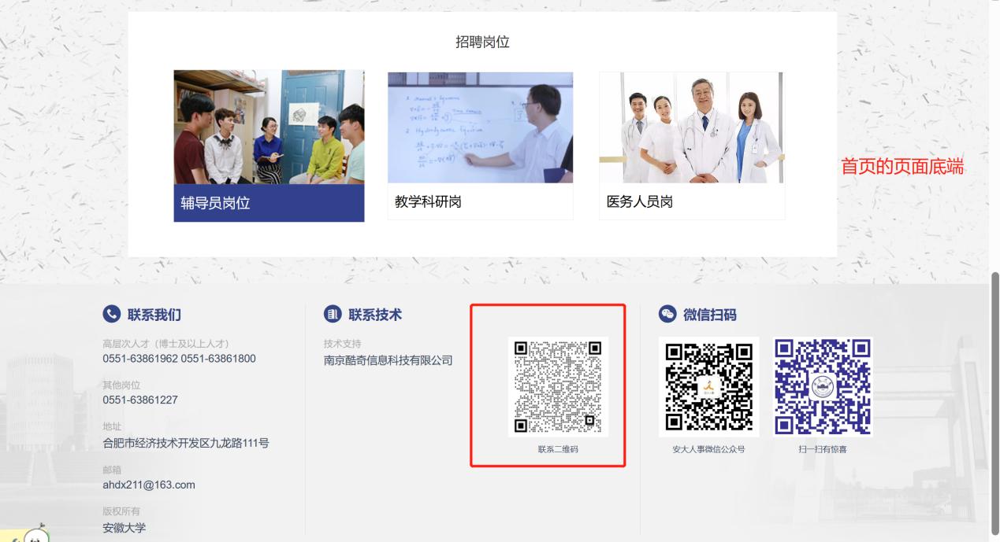 招聘岗位
辅导员岗位
教学科研岗
医务人员岗
首页的页面底端
联系我们
高层次人才（博士及以上人才）
0551-63861962 0551-63861800
其他岗位
0551-63861227
地址
合肥市经济技术开发区九龙路111号
邮箱
ahdx211@163.com
版权所有
安徽大学
联系技术
技术支持
南京酷奇信息科技有限公司
联系二维码
微信扫码
安大人事微信公众号
扫一扫有惊喜